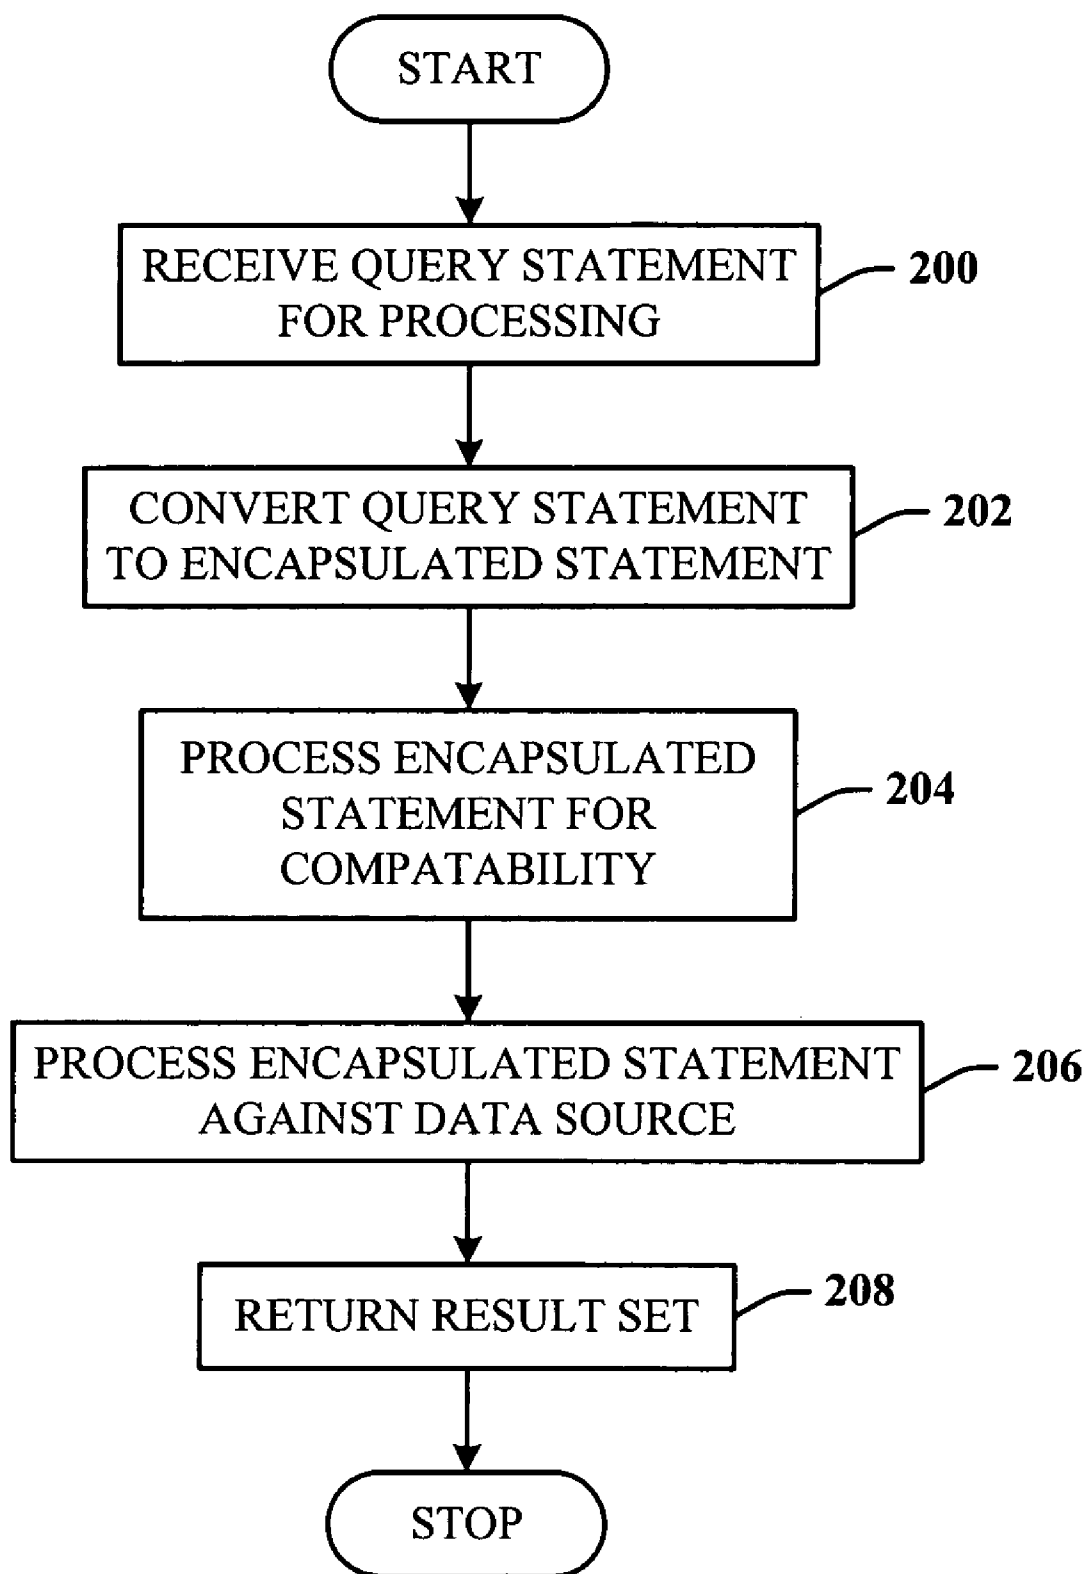 START
RECEIVE QUERY STATEMENT
FOR PROCESSING
200
CONVERT QUERY STATEMENT
TO ENCAPSULATED STATEMENT
202
PROCESS ENCAPSULATED
STATEMENT FOR
COMPATABILITY
204
PROCESS ENCAPSULATED STATEMENT
AGAINST DATA SOURCE
206
RETURN RESULT SET
208
STOP